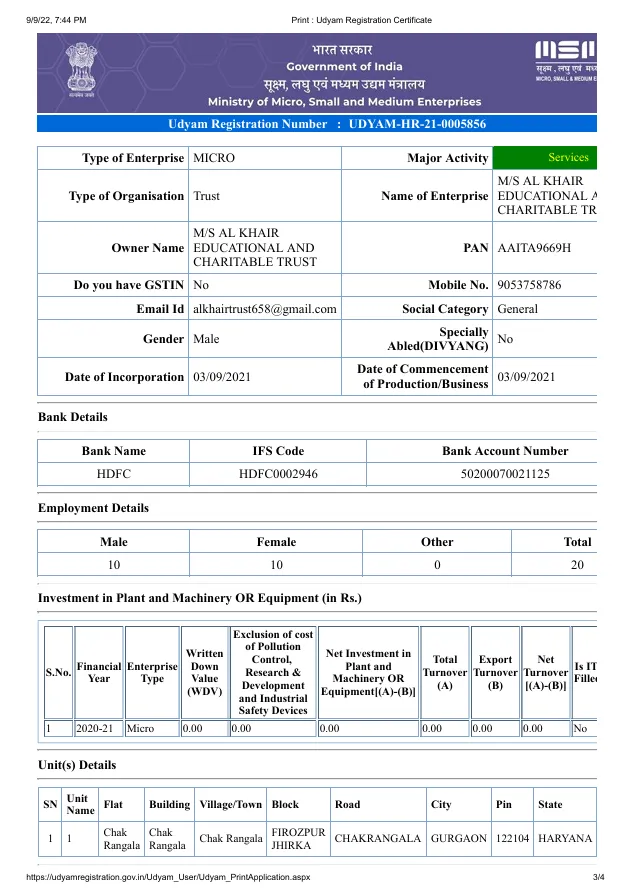 9/9/22, 7:44 PM Print : Udyam Registration Certificate
भारत सरकार
Government of India
सूक्ष्म, लघु एवं मध्यम उद्यम मंत्रालय
Ministry of Micro, Small and Medium Enterprises
सत्यमेव जयते
सूक्ष्म, लघु एवं मध्यम
MICRO, SMALL & MEDIUM E
Udyam Registration Number : UDYAM-HR-21-0005856
Type of Enterprise MICRO Major Activity Services
Type of Organisation Trust Name of Enterprise M/S AL KHAIR
EDUCATIONAL A
CHARITABLE TR
Owner Name M/S AL KHAIR
EDUCATIONAL AND
CHARITABLE TRUST
PAN AAITA9669H
Do you have GSTIN No Mobile No. 9053758786
Email Id alkhairtrust658@gmail.com Social Category General
Gender Male Specially
Abled(DIVYANG) No
Date of Incorporation 03/09/2021 Date of Commencement
of Production/Business 03/09/2021
Bank Details
Bank Name IFS Code Bank Account Number
HDFC HDFC0002946 50200070021125
Employment Details
Male Female Other Total
10 10 0 20
Investment in Plant and Machinery OR Equipment (in Rs.)
S.No. Financial
Year Enterprise
Type Written
Down
Value
(WDV) Exclusion of cost
of Pollution
Control,
Research &
Development
and Industrial
Safety Devices Net Investment in
Plant and
Machinery OR
Equipment[(A)-(B)] Total
Turnover
(A) Export
Turnover
(B) Net
Turnover
[(A)-(B)] Is IT
Filled
1 2020-21 Micro 0.00 0.00 0.00 0.00 0.00 0.00 No
Unit(s) Details
SN Unit
Name Flat Building Village/Town Block Road City Pin State
1 1 Chak
Rangala Chak
Rangala Chak Rangala FIROZPUR
JHIRKA CHAKRANGALA GURGAON 122104 HARYANA
https://udyamregistration.gov.in/Udyam_User/Udyam_PrintApplication.aspx 3/4